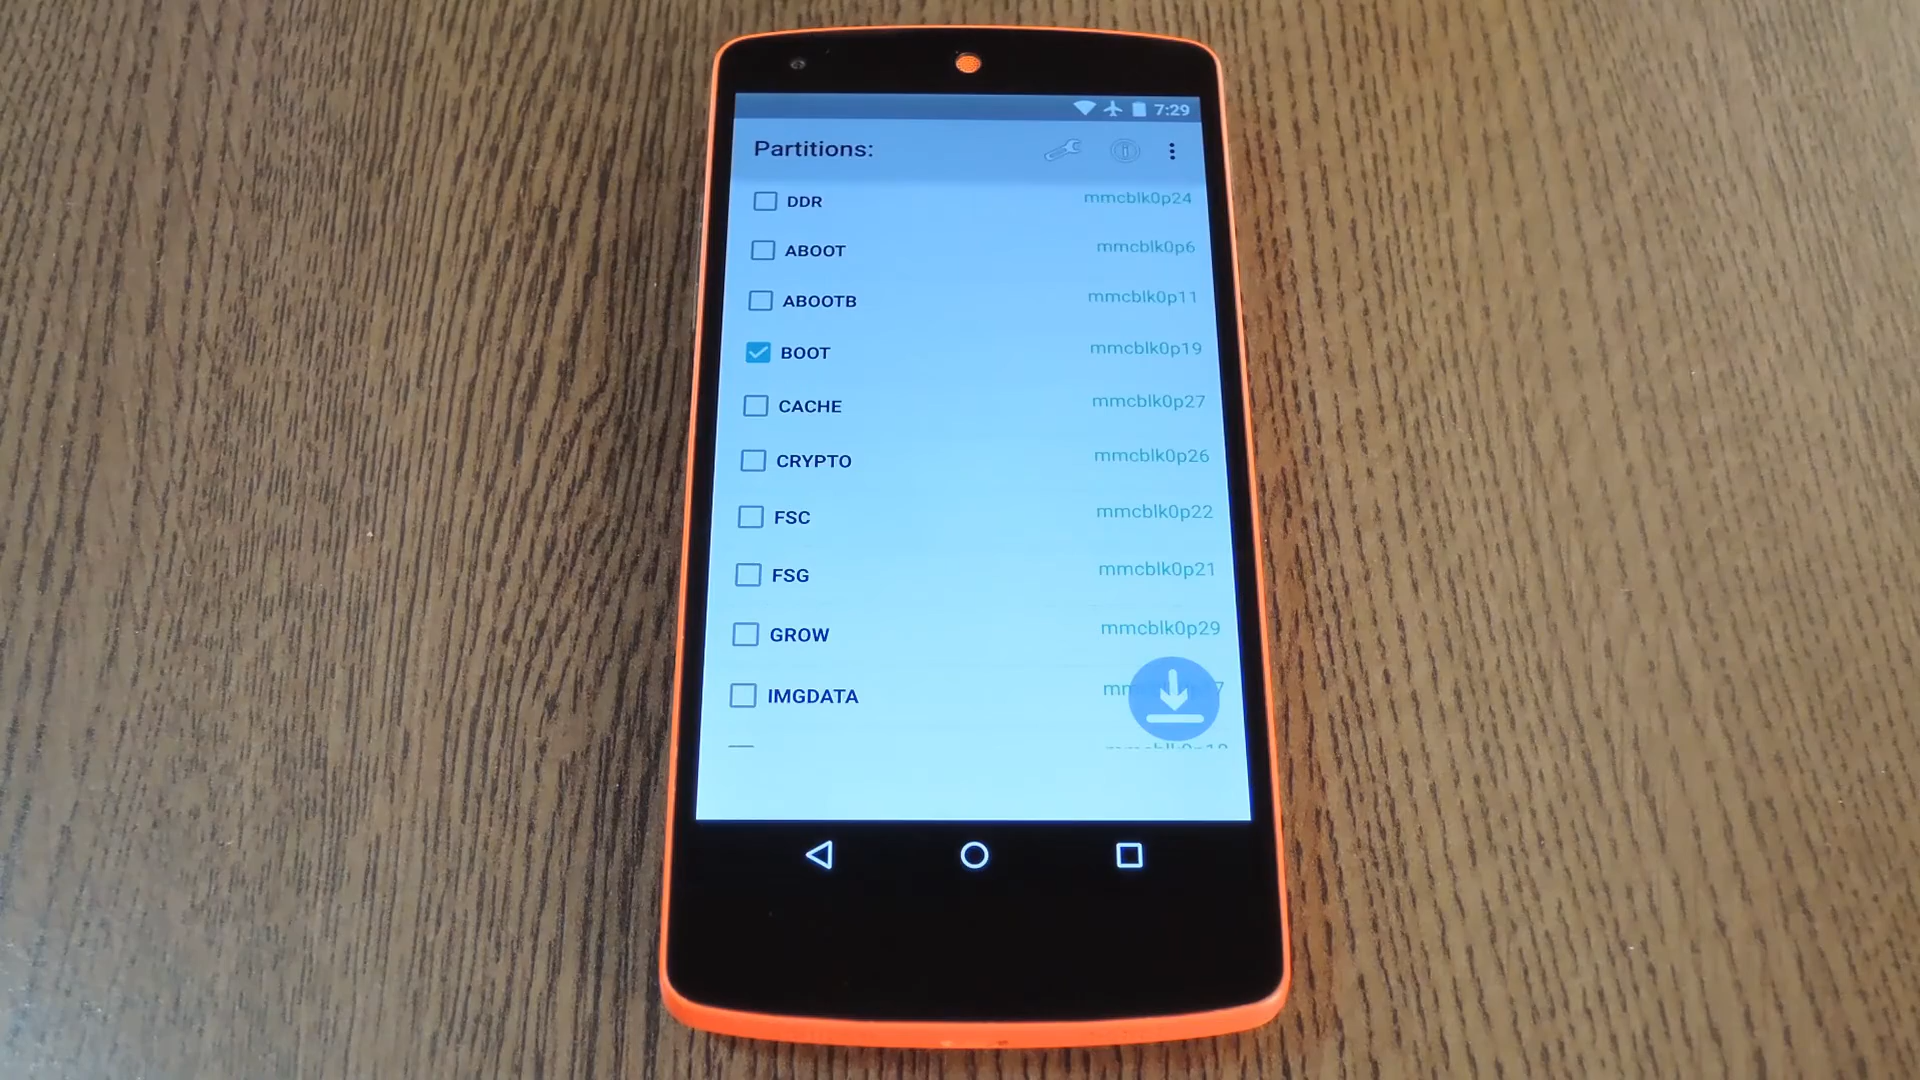 7:29
Partitions:
DDR mmcblk0p24
ABOOT mmcblk0p6
ABOOTB mmcblk0p11
BOOT mmcblk0p19
CACHE mmcblk0p27
CRYPTO mmcblk0p26
FSC mmcblk0p22
FSG mmcblk0p21
GROW mmcblk0p29
IMGDATA